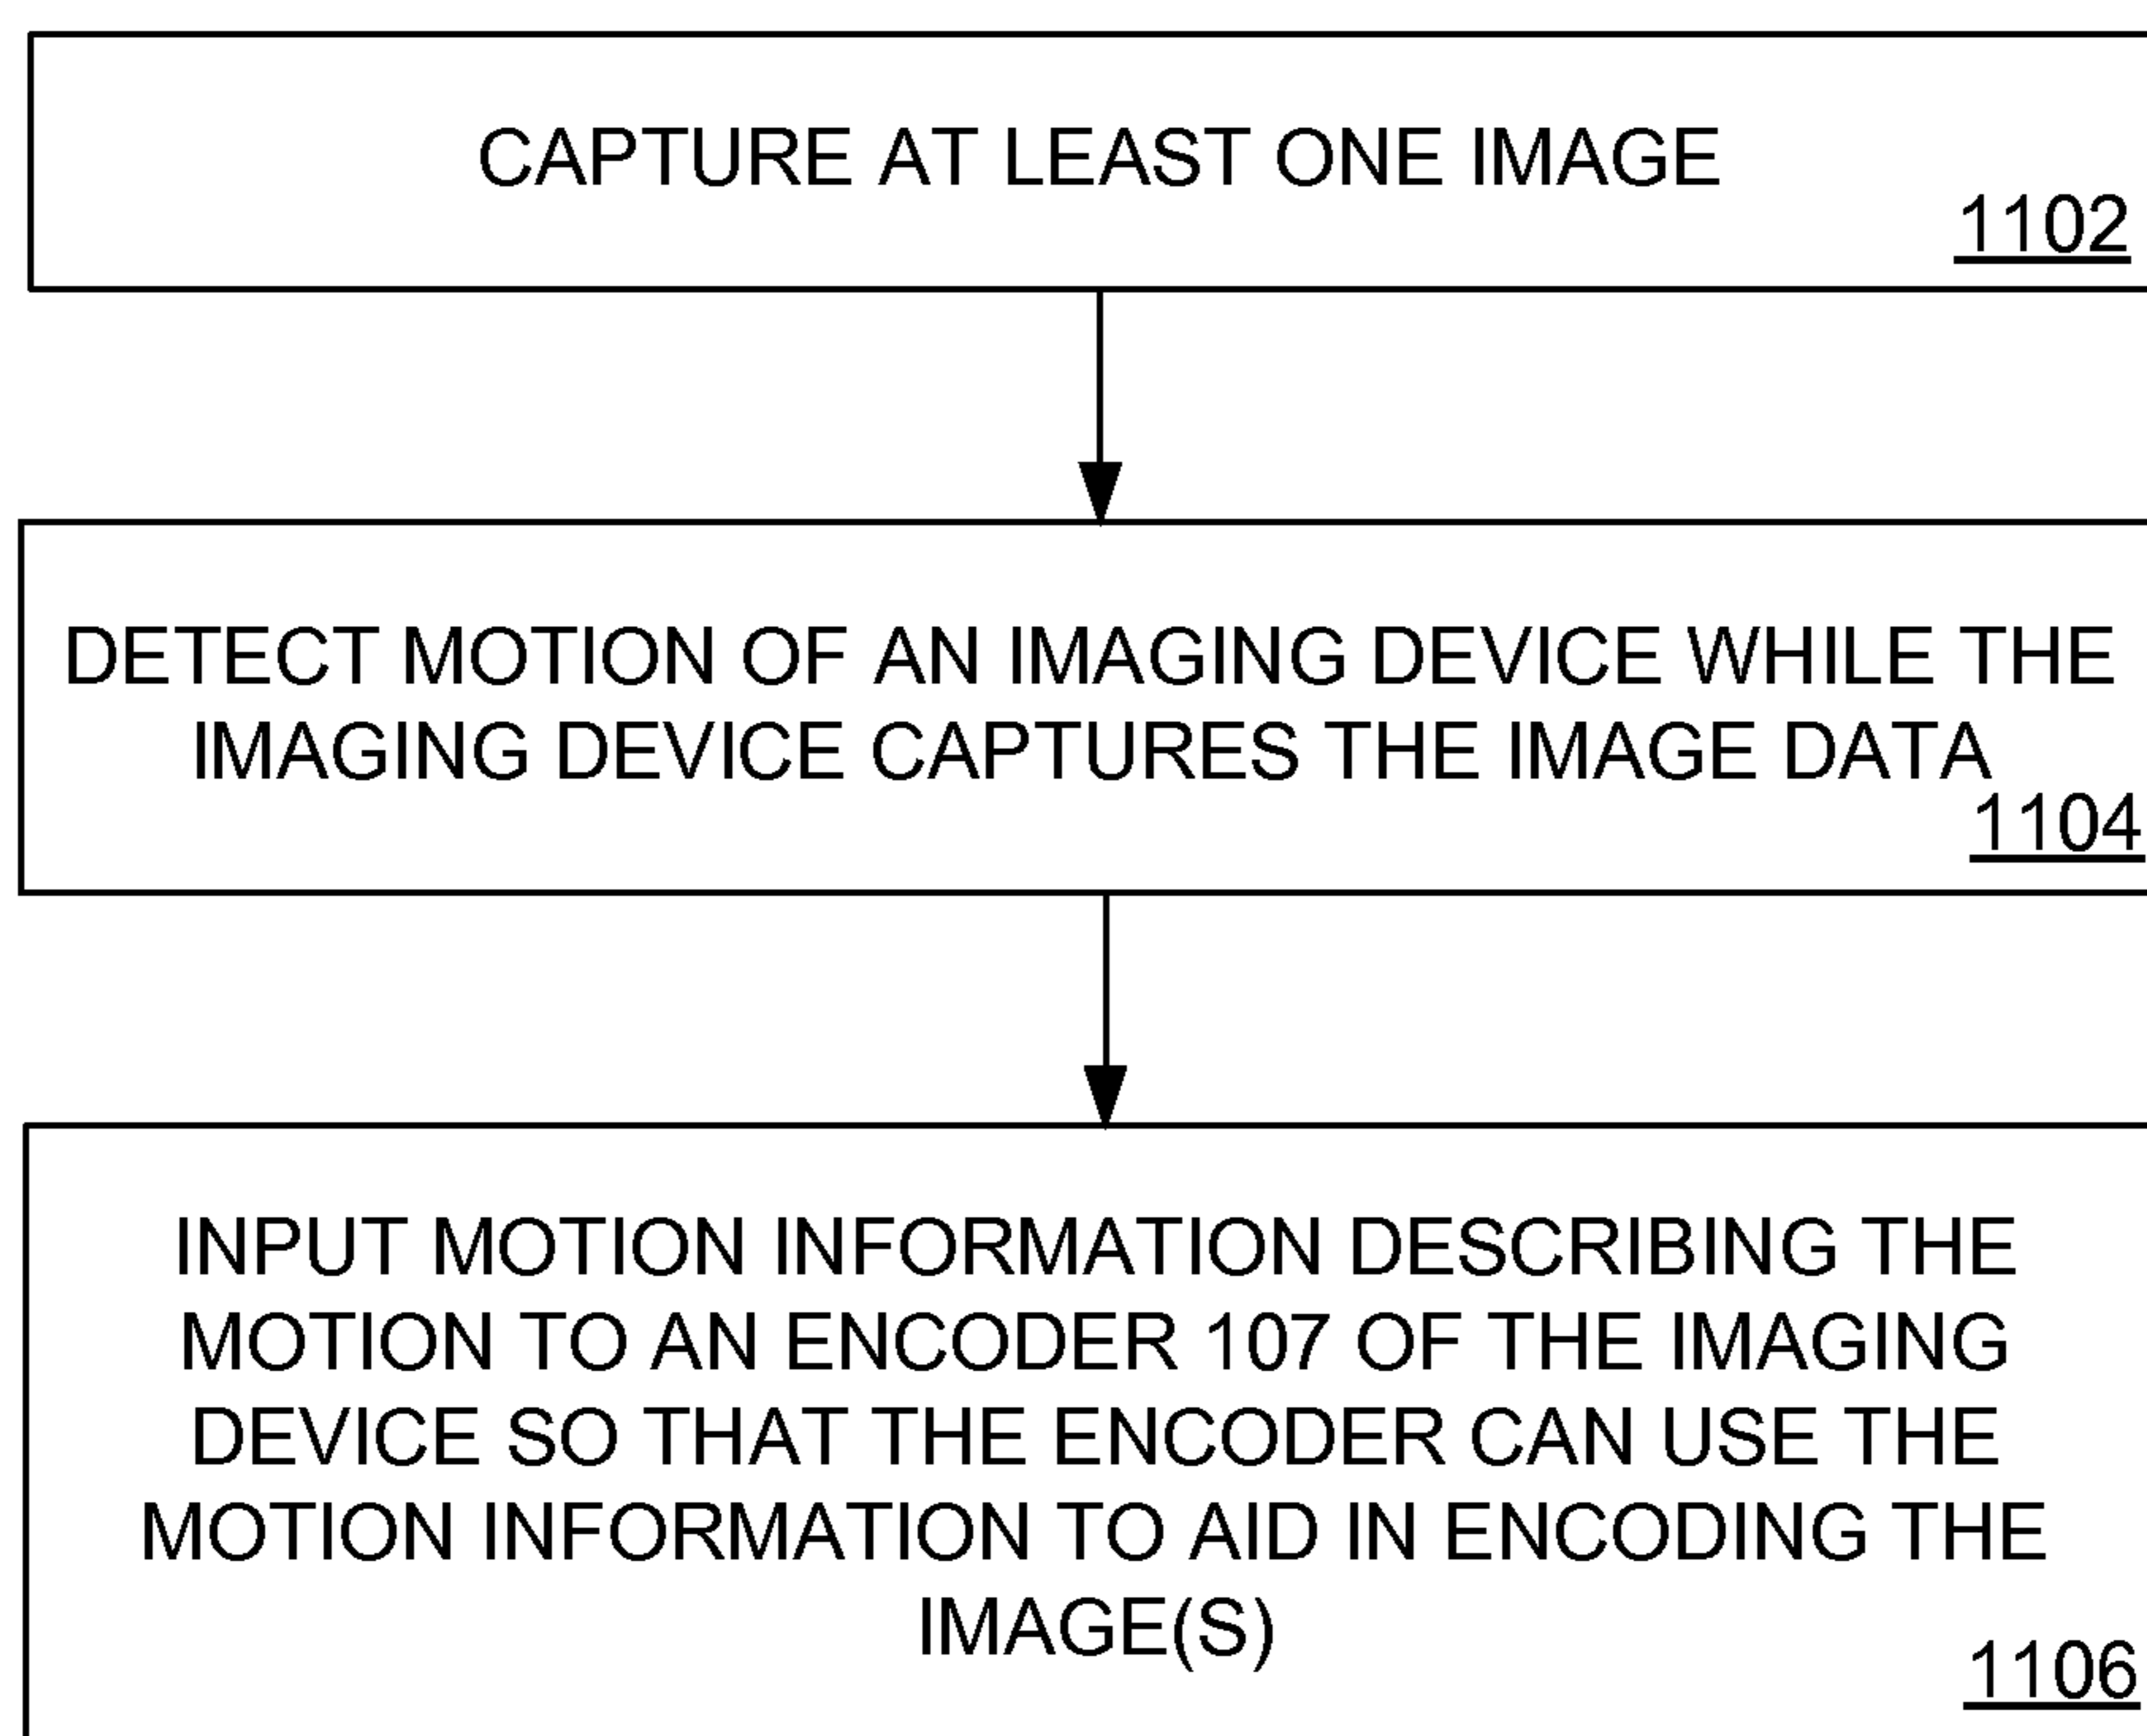 CAPTURE AT LEAST ONE IMAGE
1102
DETECT MOTION OF AN IMAGING DEVICE WHILE THE
IMAGING DEVICE CAPTURES THE IMAGE DATA
1104
INPUT MOTION INFORMATION DESCRIBING THE
MOTION TO AN ENCODER 107 OF THE IMAGING
DEVICE SO THAT THE ENCODER CAN USE THE
MOTION INFORMATION TO AID IN ENCODING THE
IMAGE(S)
1106